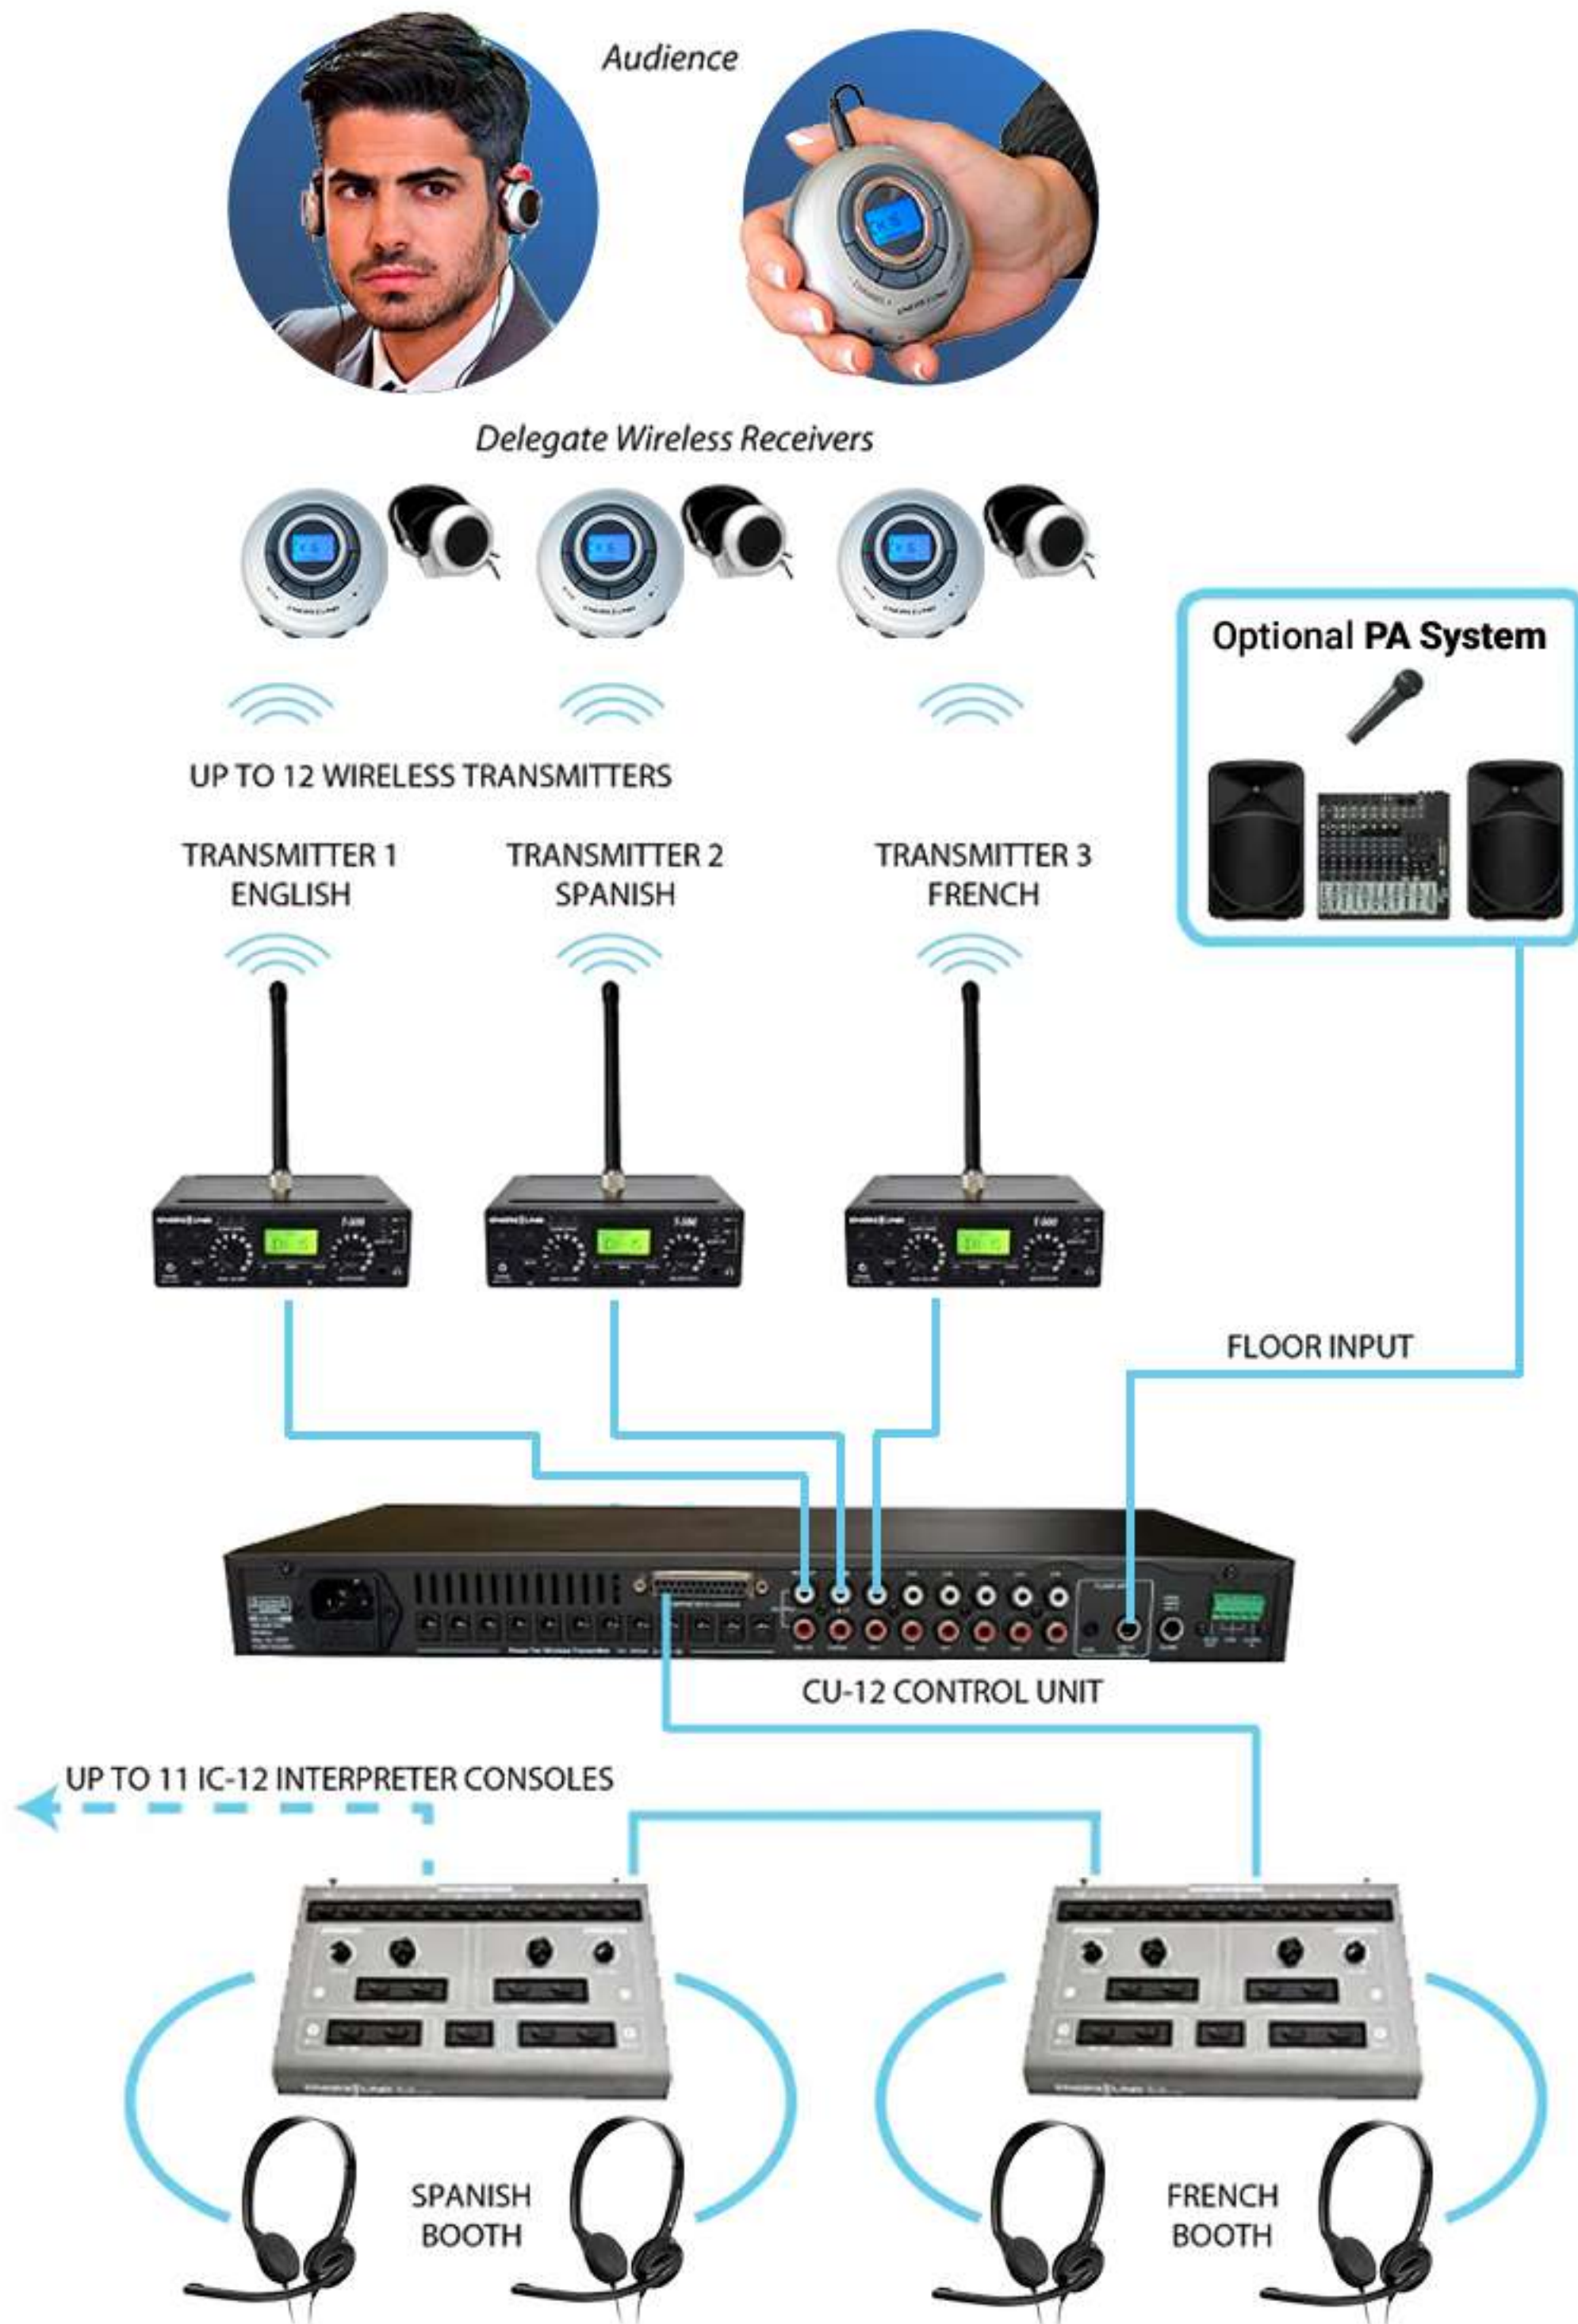 Audience
Delegate Wireless Receivers
Optional PA System
UP TO 12 WIRELESS TRANSMITTERS
TRANSMITTER 1
ENGLISH
TRANSMITTER 2
SPANISH
TRANSMITTER 3
FRENCH
FLOOR INPUT
CU-12 CONTROL UNIT
UP TO 11 IC-12 INTERPRETER CONSOLES
SPANISH
BOOTH
FRENCH
BOOTH